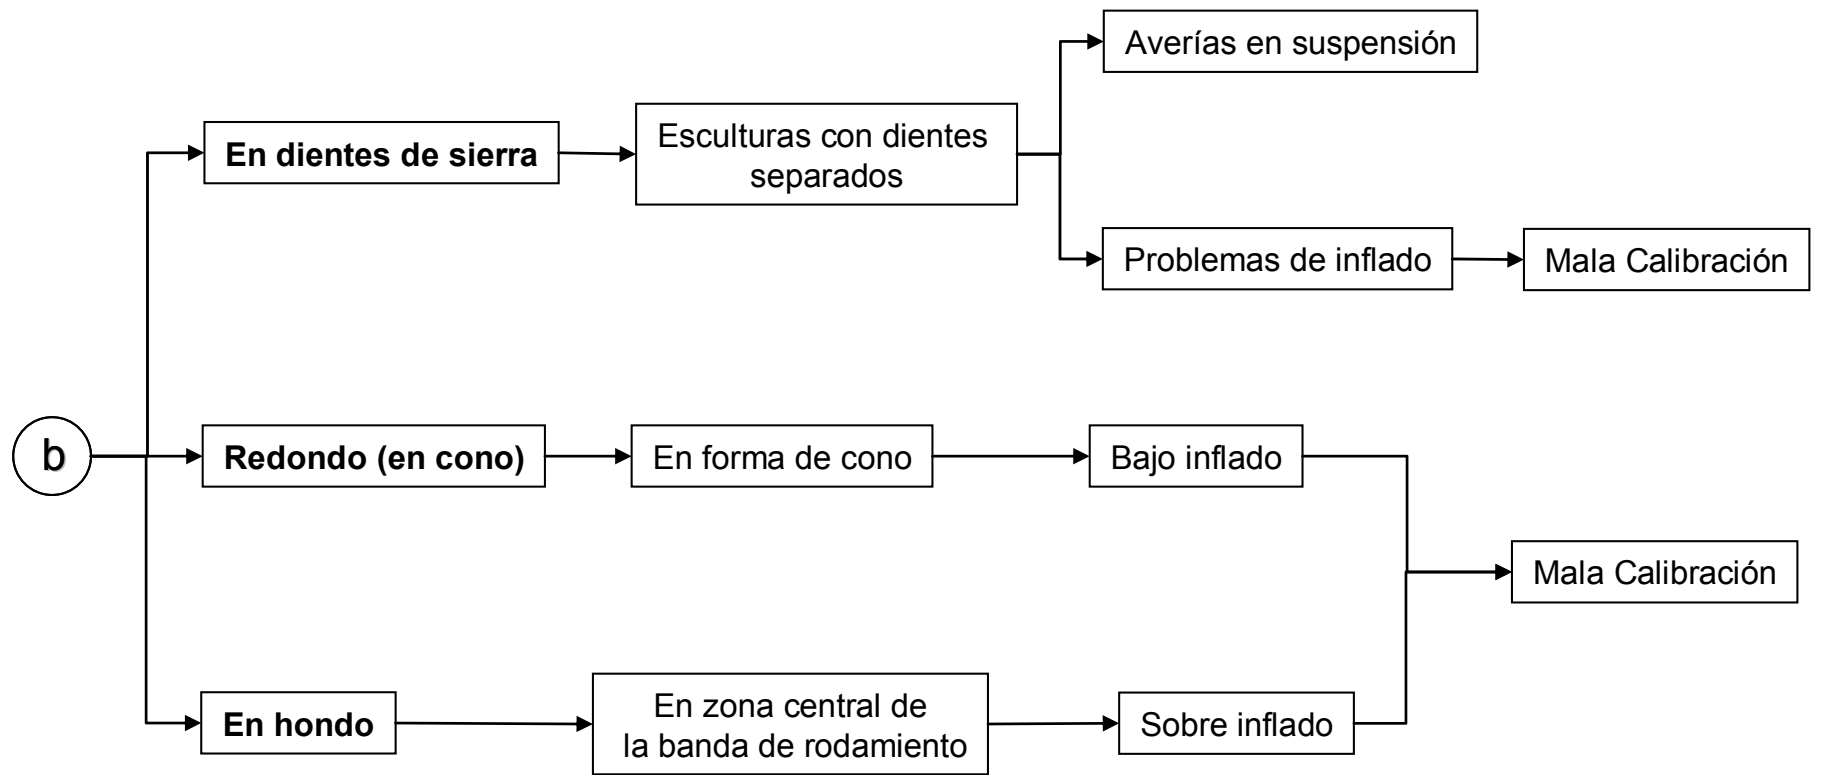 Averías en suspensión
En dientes de sierra
Esculturas con dientes
separados
Problemas de inflado
Mala Calibración
b
Redondo (en cono)
En forma de cono
Bajo inflado
Mala Calibración
En hondo
En zona central de
la banda de rodamiento
Sobre inflado